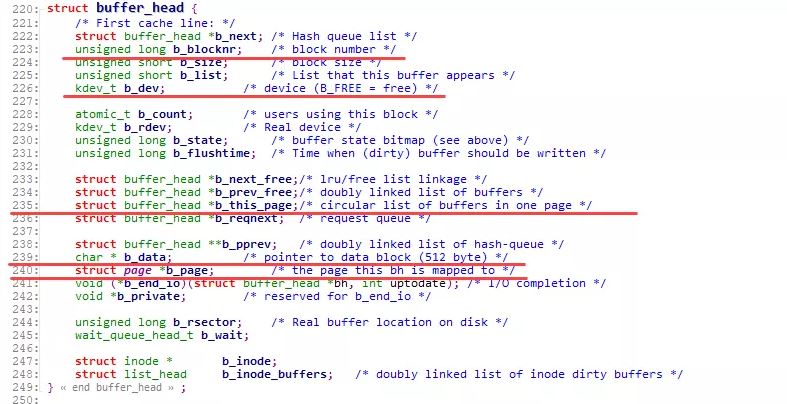 220: struct buffer_head {
221: /* First cache line: */
222: struct buffer_head *b_next; /* Hash queue list */
223: unsigned long b_blocknr; /* block number */
224: unsigned short b_size; /* block size */
225: unsigned short b_list; /* List that this buffer appears */
226: kdev_t b_dev; /* device (B_FREE = free) */
227:
228: atomic_t b_count; /* users using this block */
229: kdev_t b_rdev; /* Real device */
230: unsigned long b_state; /* buffer state bitmap (see above) */
231: unsigned long b_flushtime; /* Time when (dirty) buffer should be written */
232:
233: struct buffer_head *b_next_free;/* lru/free list linkage */
234: struct buffer_head *b_prev_free;/* doubly linked list of buffers */
235: struct buffer_head *b_this_page;/* circular list of buffers in one page */
236: struct buffer_head *b_reqnext; /* request queue */
237:
238: struct buffer_head **b_pprev; /* doubly linked list of hash-queue */
239: char * b_data; /* pointer to data block (512 byte) */
240: struct page *b_page; /* the page this bh is mapped to */
241: void (*b_end_io)(struct buffer_head *bh, int uptodate); /* I/O completion */
242: void *b_private; /* reserved for b_end_io */
243:
244: unsigned long b_rsector; /* Real buffer location on disk */
245: wait_queue_head_t b_wait;
246:
247: struct inode * b_inode;
248: struct list_head b_inode_buffers; /* doubly linked list of inode dirty buffers */
249: } « end buffer_head » ;
250: